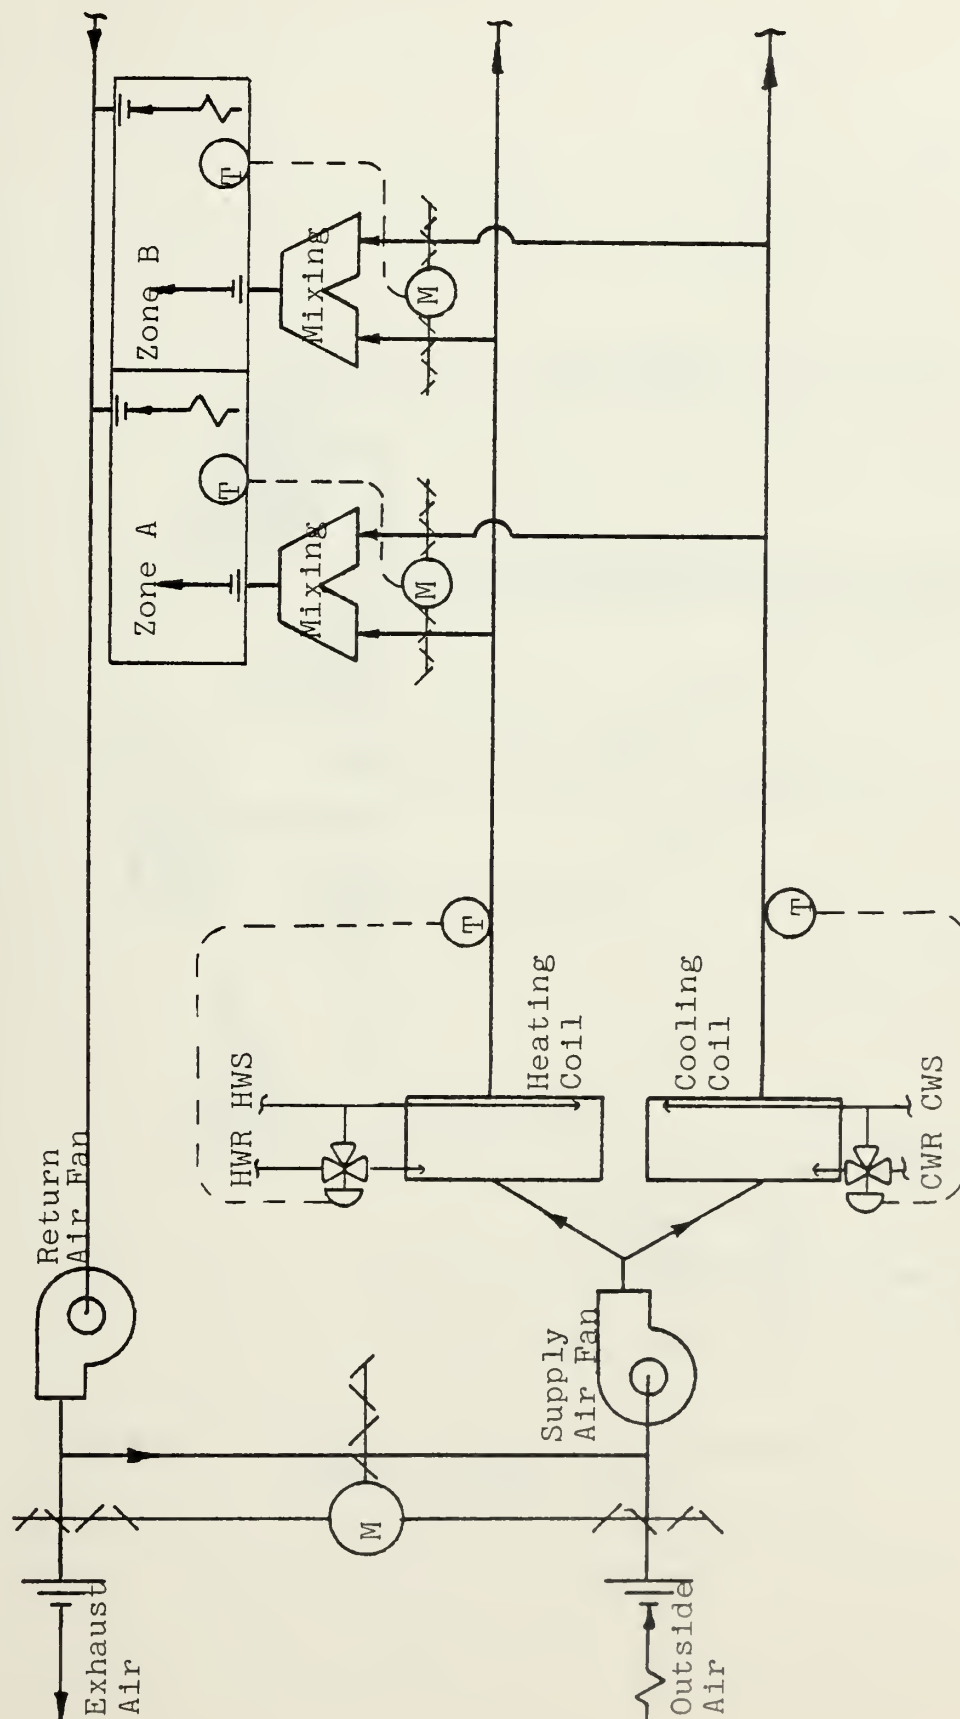 Return
Air Fan
Exhaust
Air
M
Supply
Air Fan
Outside
Air
HWR
HWS
Heating
Coil
Cooling
Coil
CWR
CWS
T
T
Zone A
T
Mixing
M
Zone B
T
Mixing
M